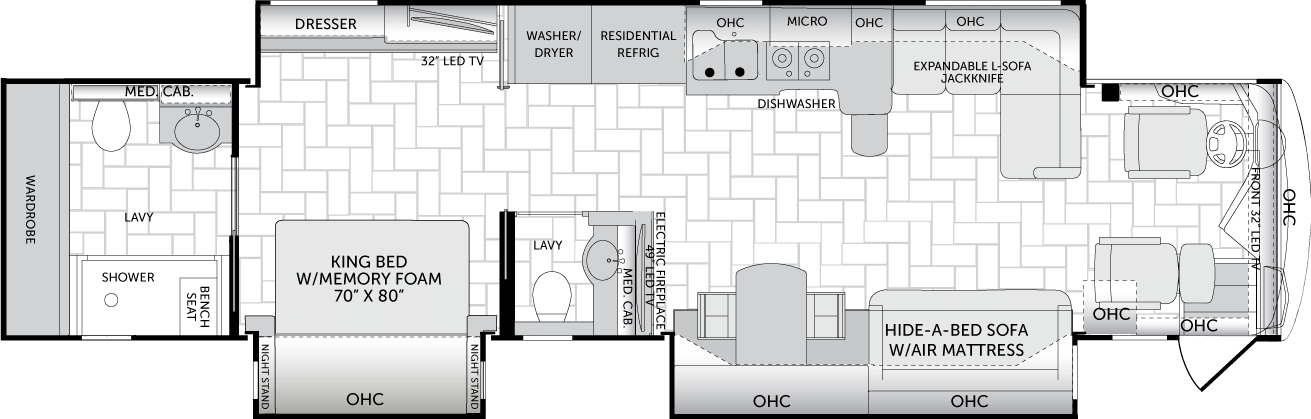 DRESSER
32" LED TV
WASHER/
DRYER
RESIDENTIAL
REFRIG
OHC
MICRO
OHC
OHC
EXPANDABLE L-SOFA
JACKKNIFE
DISHWASHER
OHC
MED. CAB.
WARDROBE
LAVY
SHOWER
BENCH
SEAT
KING BED
W/MEMORY FOAM
70" X 80"
NIGHT STAND
OHC
NIGHT STAND
LAVY
MED. CAB.
49" LED TV
ELECTRIC FIREPLACE
HIDE-A-BED SOFA
W/AIR MATTRESS
OHC
OHC
OHC
OHC
FRONT 32" LED TV
OHC